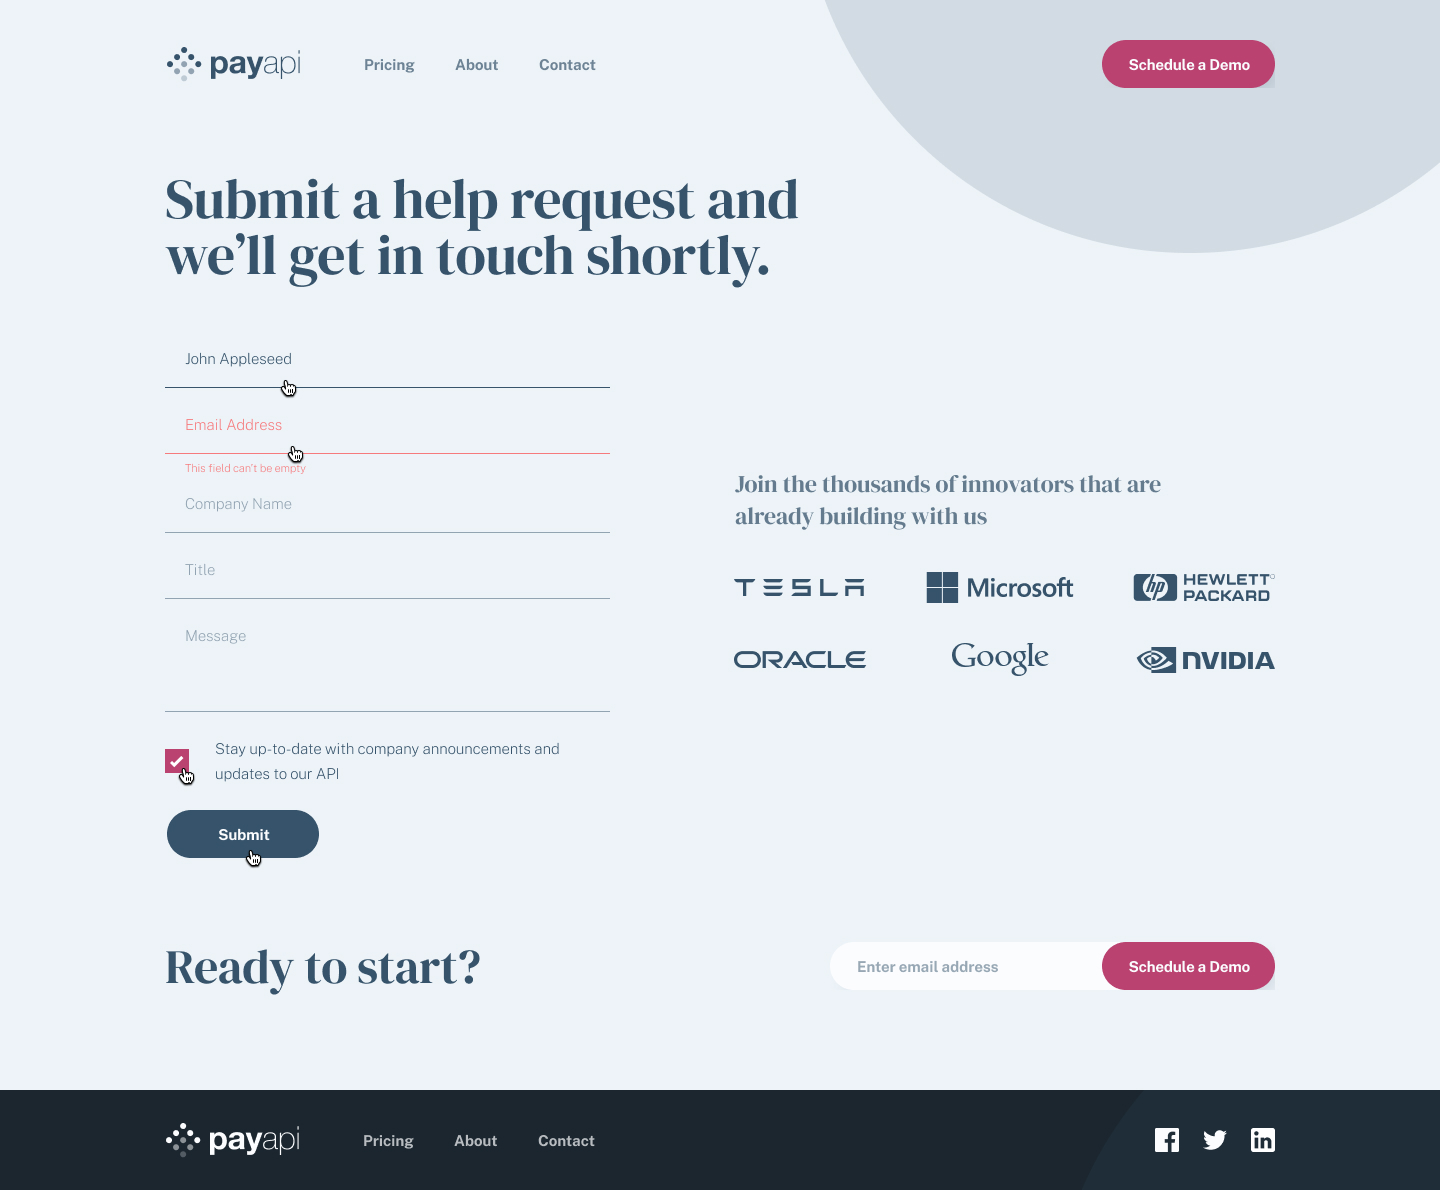 payapi
Pricing
About
Contact
Schedule a Demo
Submit a help request and
we’ll get in touch shortly.
John Appleseed
Email Address
This field can't be empty
Company Name
Title
Message
Stay up-to-date with company announcements and
updates to our API
Submit
Join the thousands of innovators that are
already building with us
TESLA
Microsoft
hp
HEWLETT
PACKARD
ORACLE
Google
NVIDIA
Ready to start?
Enter email address
Schedule a Demo
payapi
Pricing
About
Contact